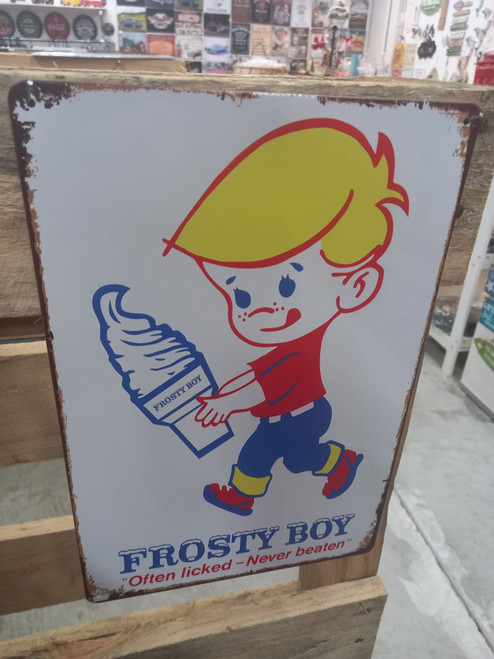 FROSTY BOY
FROSTY BOY
"Often licked - Never beaten"